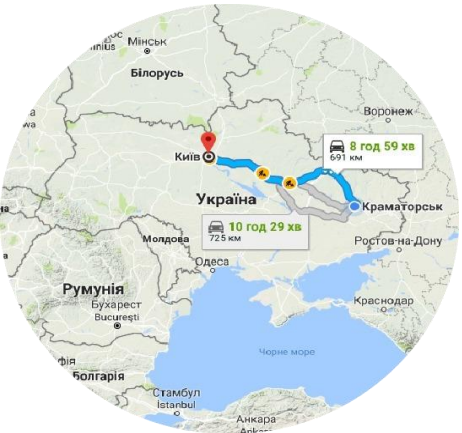 Мінськ
Білорусь
Воронеж
8 год 59 хв
691 км
Київ
Україна
Краматорськ
10 год 29 хв
725 км
Молдова
Ростов-на-Дону
Одеса
Румунія
Бухарест
București
Краснодар
Чорне море
Болгарія
Стамбул
İstanbul
Анкара